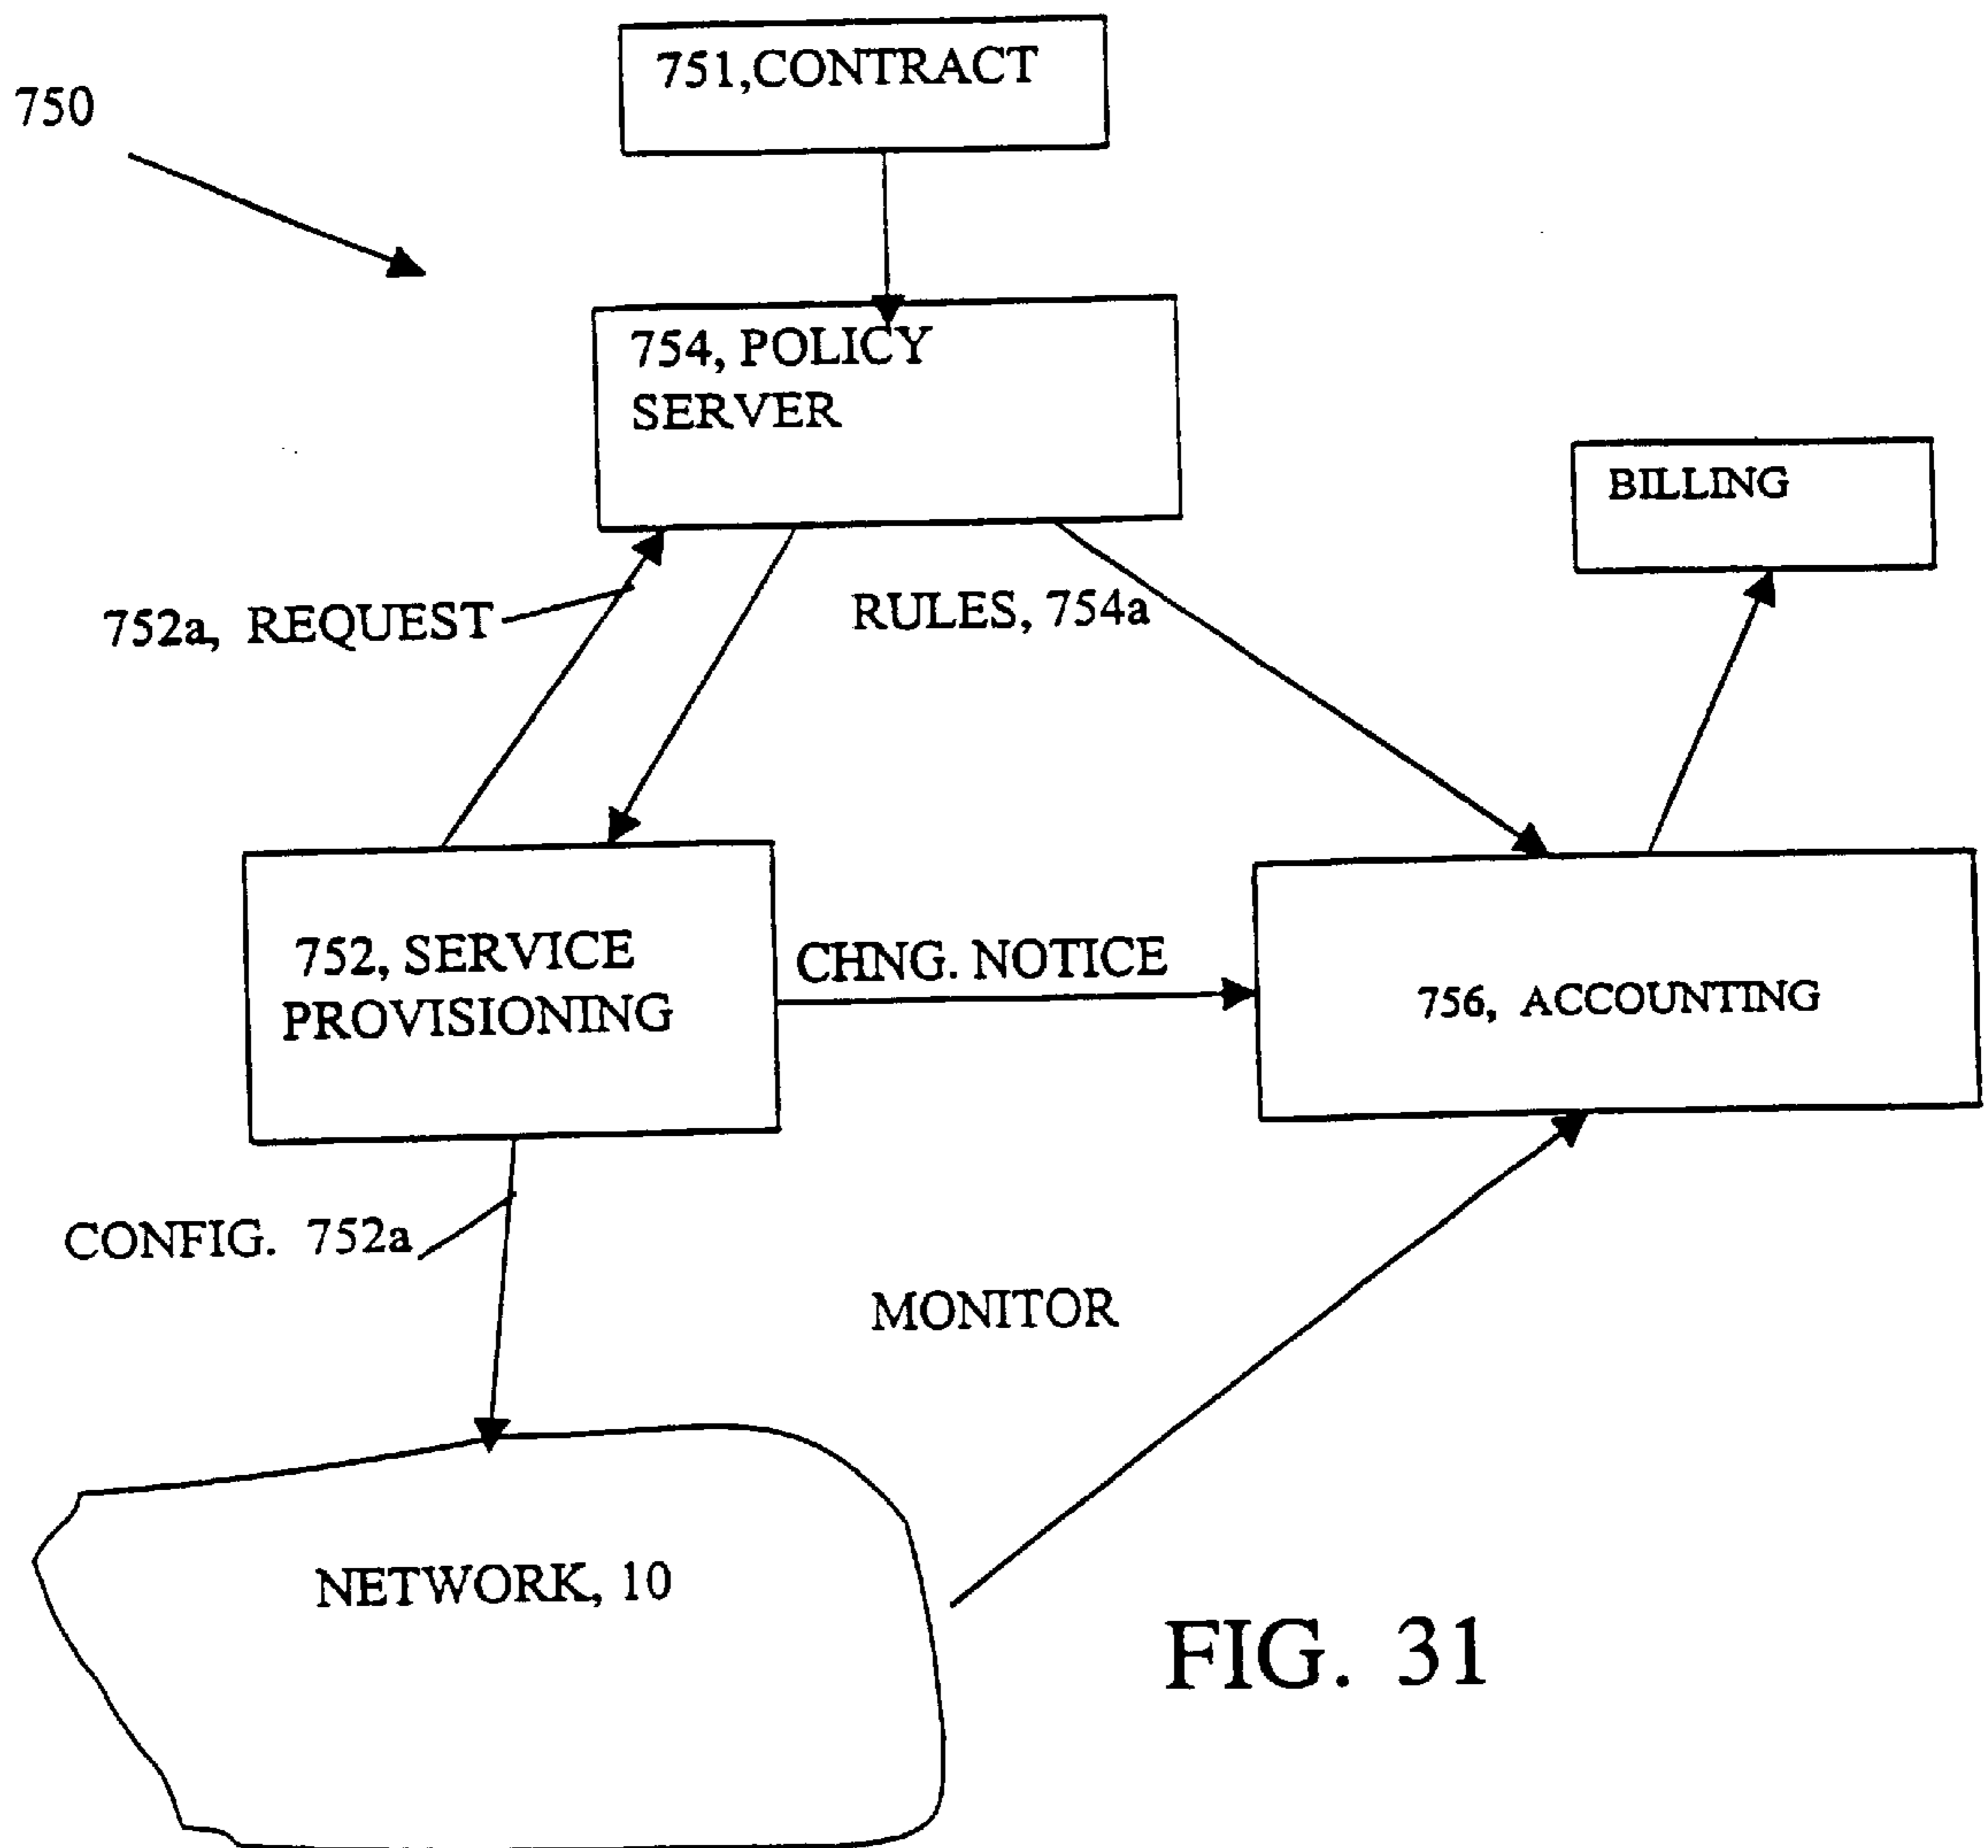 751,CONTRACT
750
754, POLICY
SERVER
BILLING
752a, REQUEST
RULES, 754a
752, SERVICE
PROVISIONING
CHNG. NOTICE
756, ACCOUNTING
CONFIG. 752a
MONITOR
NETWORK, 10
FIG. 31